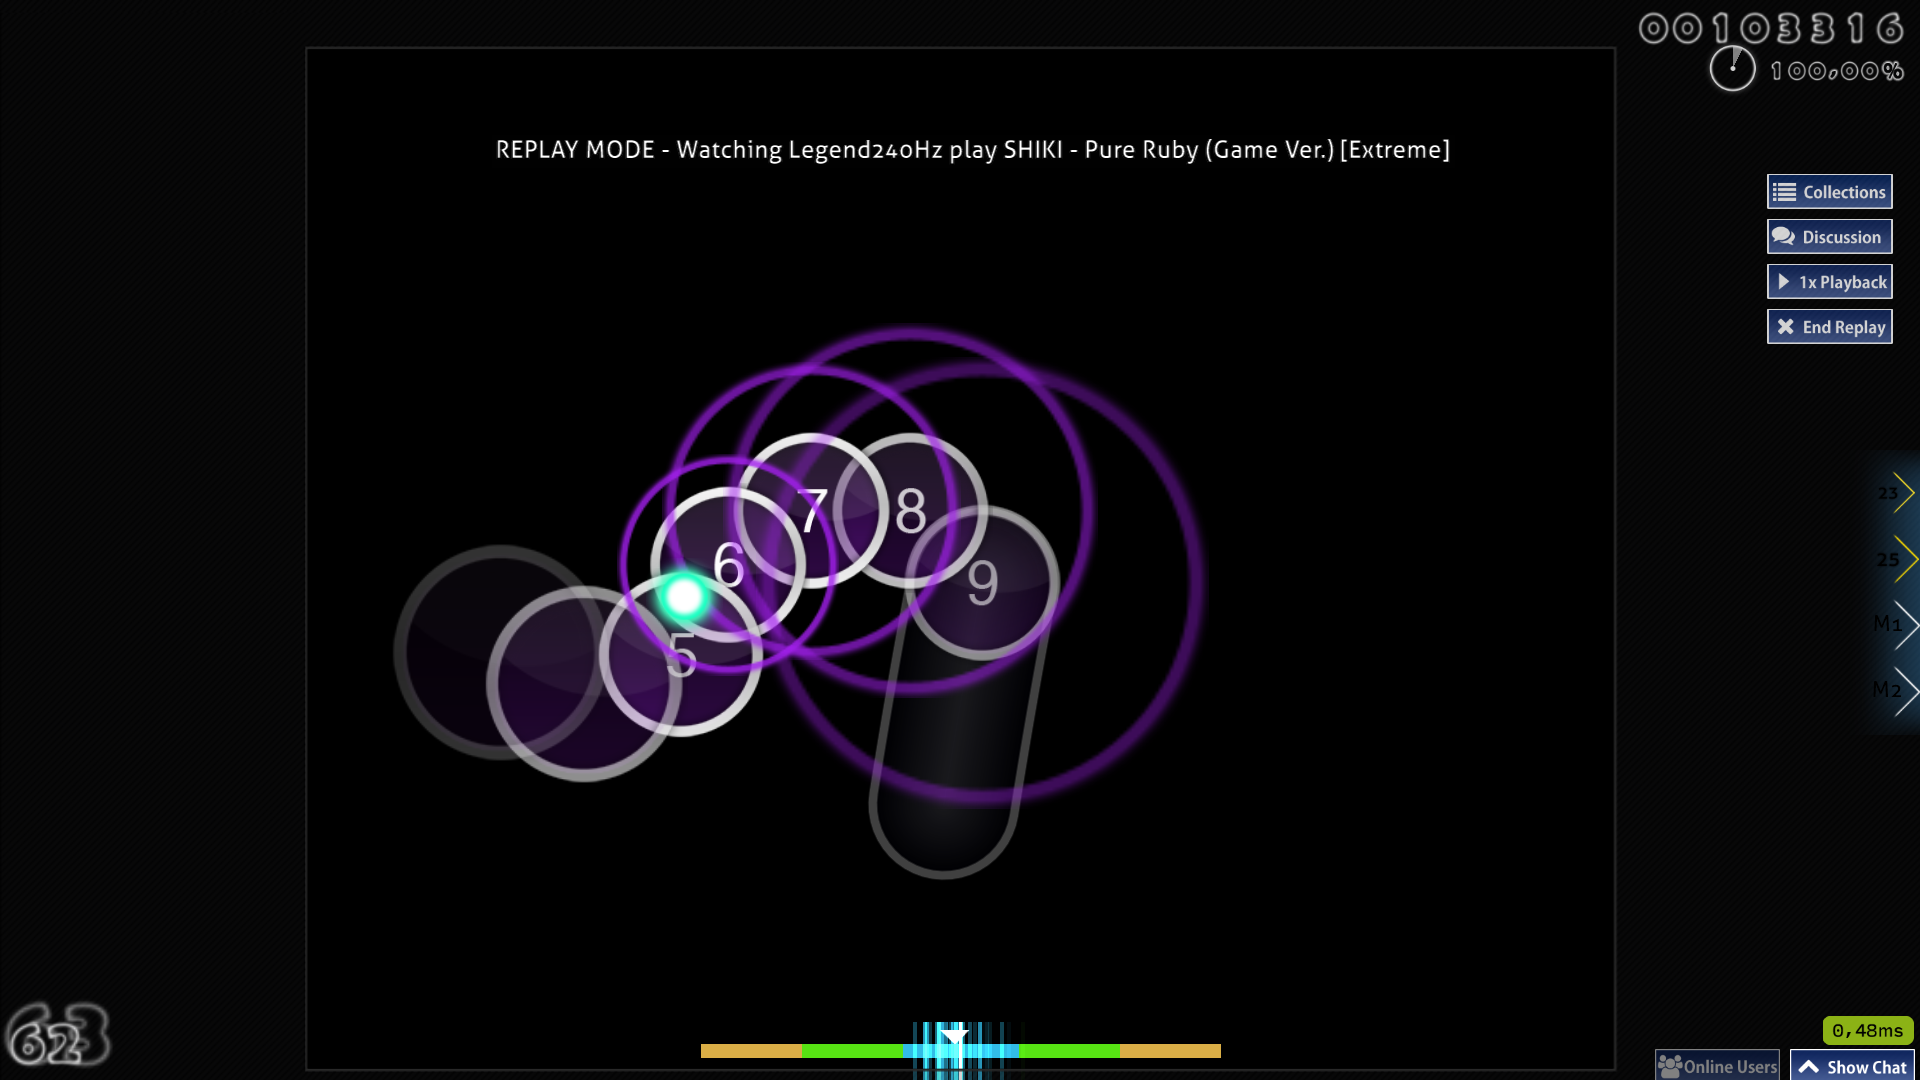 00103316
100,00%
REPLAY MODE - Watching Legend240Hz play SHIKI - Pure Ruby (Game Ver.) [Extreme]
Collections
Discussion
1x Playback
End Replay
7
8
6
9
5
23
25
M1
M2
0,48ms
Online Users
Show Chat